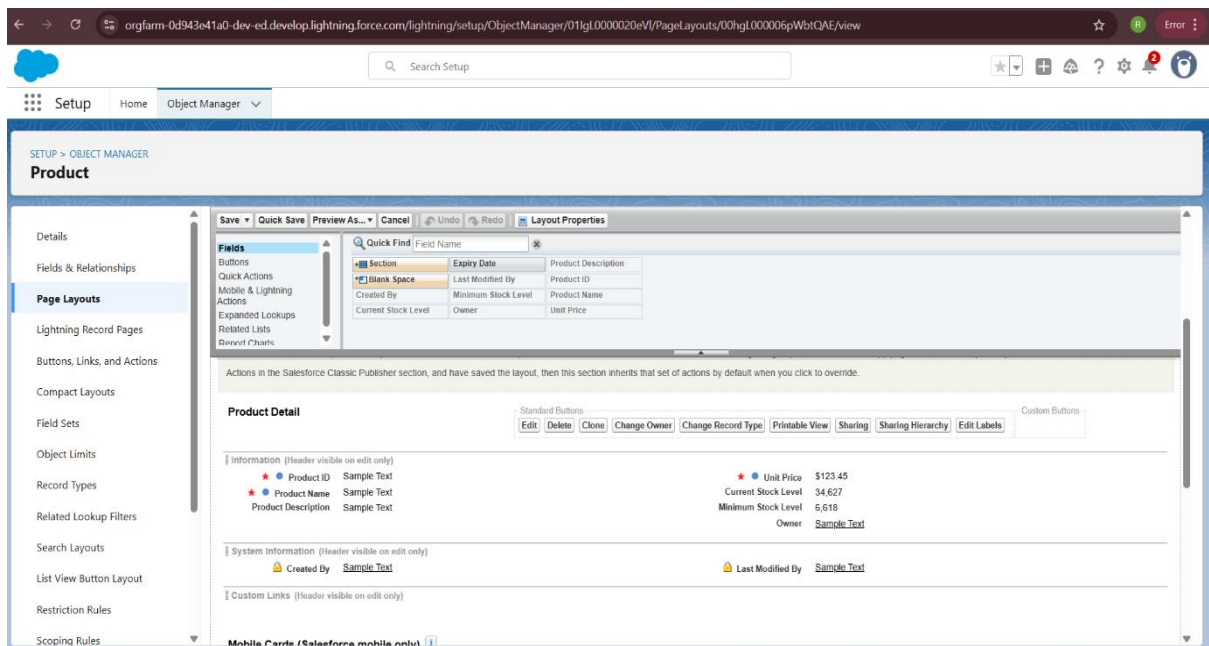 orgfarm-0d943e41a0-dev-ed.develop.lightning.force.com/lightning/setup/ObjectManager/01IgL0000020eVl/PageLayouts/00hgL000006pWbtQAE/view
R
Error
Search Setup
2
Setup
Home
Object Manager
SETUP > OBJECT MANAGER
Product
Details
Fields & Relationships
Page Layouts
Lightning Record Pages
Buttons, Links, and Actions
Compact Layouts
Field Sets
Object Limits
Record Types
Related Lookup Filters
Search Layouts
List View Button Layout
Restriction Rules
Scoping Rules
Save Quick Save Preview As... Cancel Undo Redo Layout Properties
Fields
Buttons
Quick Actions
Mobile & Lightning
Actions
Expanded Lookups
Related Lists
Report Charts
Quick Find Field Name
Section Expiry Date Product Description
Blank Space Last Modified By Product ID
Created By Minimum Stock Level Product Name
Current Stock Level Owner Unit Price
Actions in the Salesforce Classic Publisher section, and have saved the layout, then this section inherits that set of actions by default when you click to override.
Product Detail
Standard Buttons
Edit Delete Clone Change Owner Change Record Type Printable View Sharing Sharing Hierarchy Edit Labels
Custom Buttons
Information (Header visible on edit only)
Product ID Sample Text
Product Name Sample Text
Product Description Sample Text
Unit Price $123.45
Current Stock Level 34,627
Minimum Stock Level 6,618
Owner Sample Text
System Information (Header visible on edit only)
Created By Sample Text
Last Modified By Sample Text
Custom Links (Header visible on edit only)
Mobile Cards (Salesforce mobile only) i